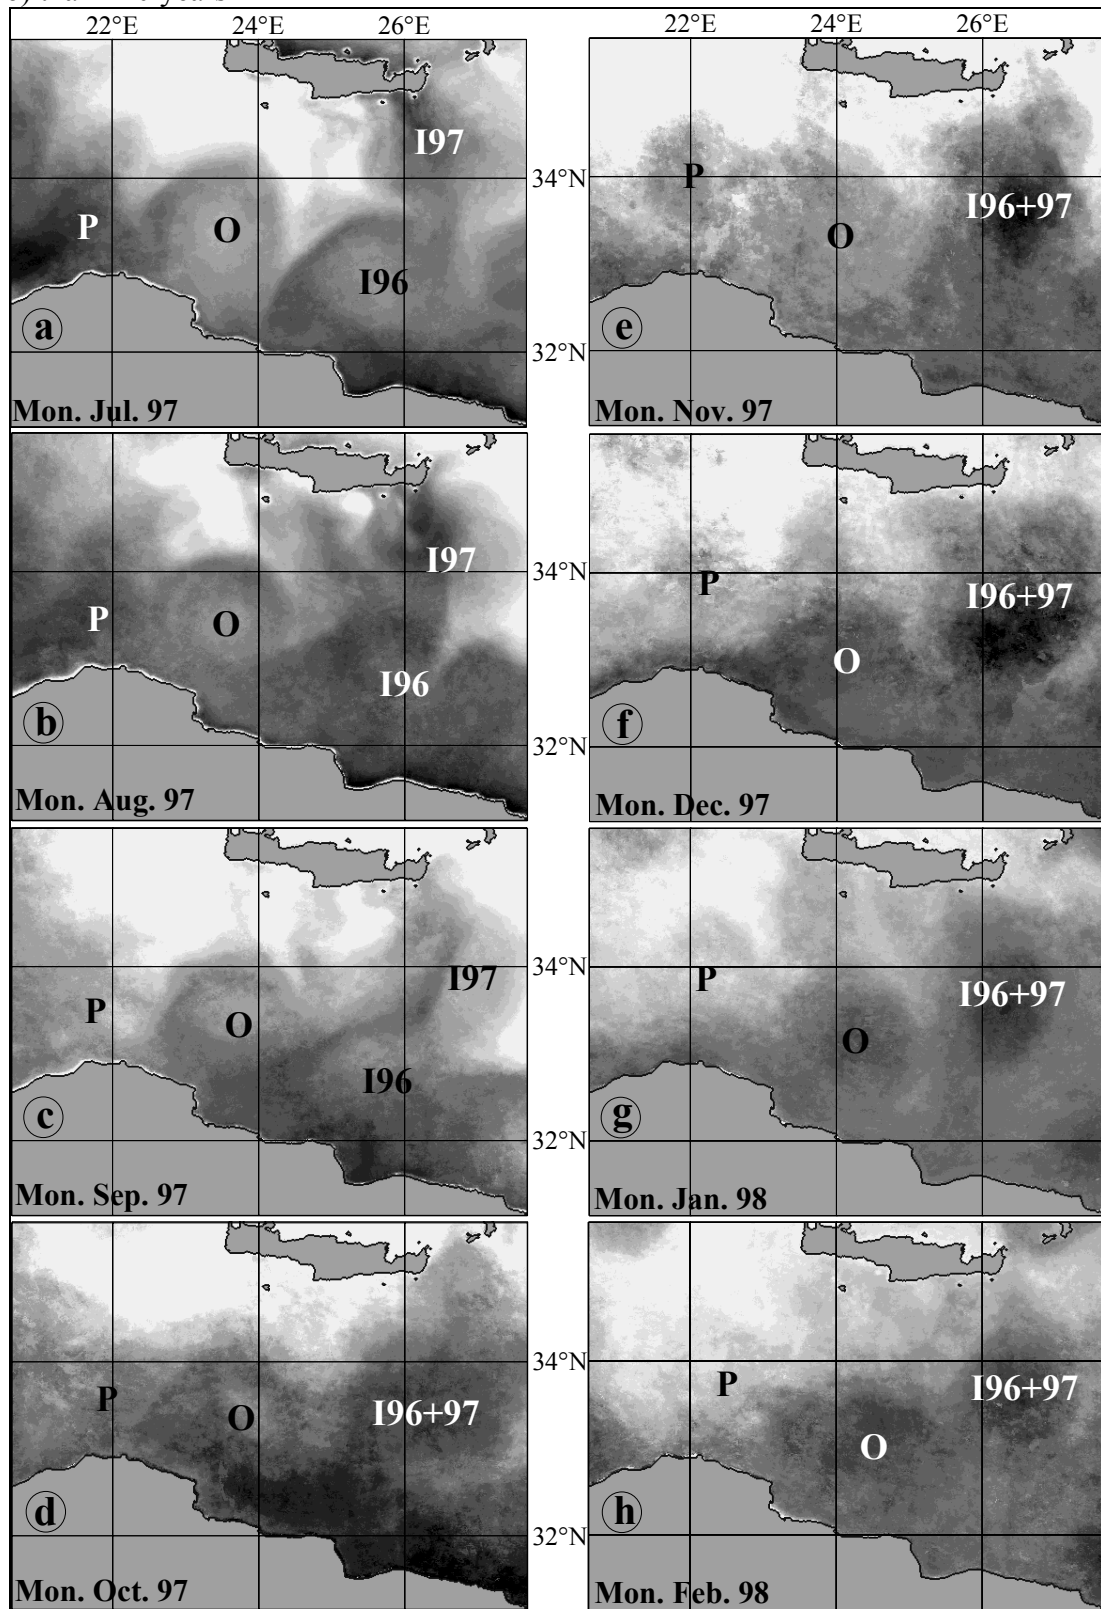 22°E 24°E 26°E
22°E 24°E 26°E
I97
P
O
I96
a
Mon. Jul. 97
34°N
32°N
P
I96+97
O
e
Mon. Nov. 97
I97
P
O
I96
b
Mon. Aug. 97
34°N
32°N
P
I96+97
O
f
Mon. Dec. 97
I97
P
O
I96
c
Mon. Sep. 97
34°N
32°N
P
I96+97
O
g
Mon. Jan. 98
P
O
I96+97
d
Mon. Oct. 97
34°N
32°N
P
I96+97
O
h
Mon. Feb. 98